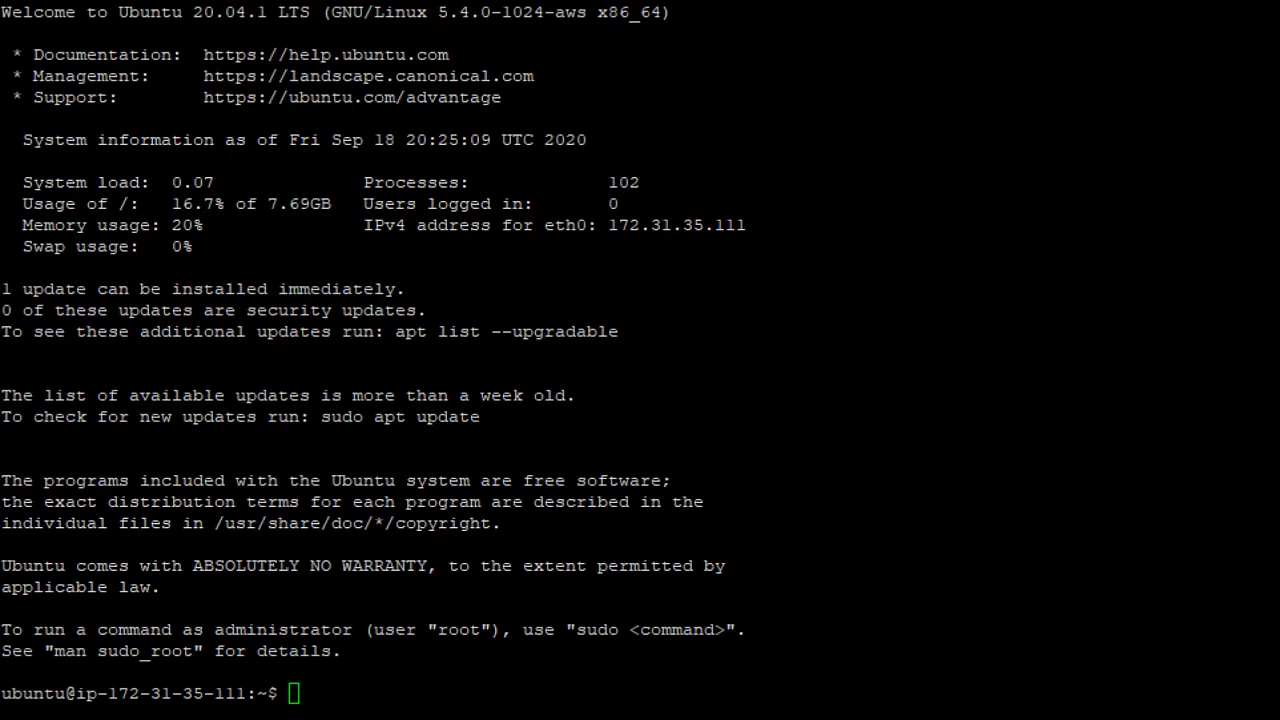 Welcome to Ubuntu 20.04.1 LTS (GNU/Linux 5.4.0-1024-aws x86_64)

 * Documentation:  https://help.ubuntu.com
 * Management:     https://landscape.canonical.com
 * Support:        https://ubuntu.com/advantage

  System information as of Fri Sep 18 20:25:09 UTC 2020

  System load:  0.07              Processes:             102
  Usage of /:   16.7% of 7.69GB   Users logged in:       0
  Memory usage: 20%               IPv4 address for eth0: 172.31.35.111
  Swap usage:   0%

1 update can be installed immediately.
0 of these updates are security updates.
To see these additional updates run: apt list --upgradable


The list of available updates is more than a week old.
To check for new updates run: sudo apt update


The programs included with the Ubuntu system are free software;
the exact distribution terms for each program are described in the
individual files in /usr/share/doc/*/copyright.

Ubuntu comes with ABSOLUTELY NO WARRANTY, to the extent permitted by
applicable law.

To run a command as administrator (user "root"), use "sudo <command>".
See "man sudo_root" for details.

ubuntu@ip-172-31-35-111:~$